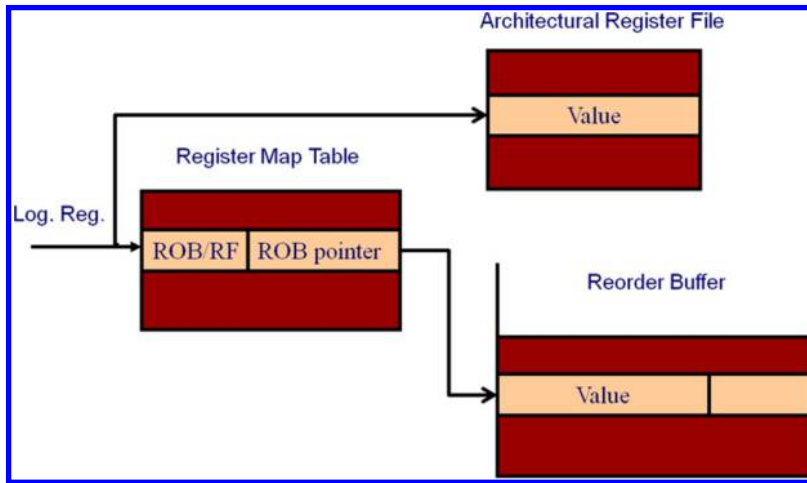 Architectural Register File
Value
Register Map Table
Log. Reg.
ROB/RF
ROB pointer
Reorder Buffer
Value